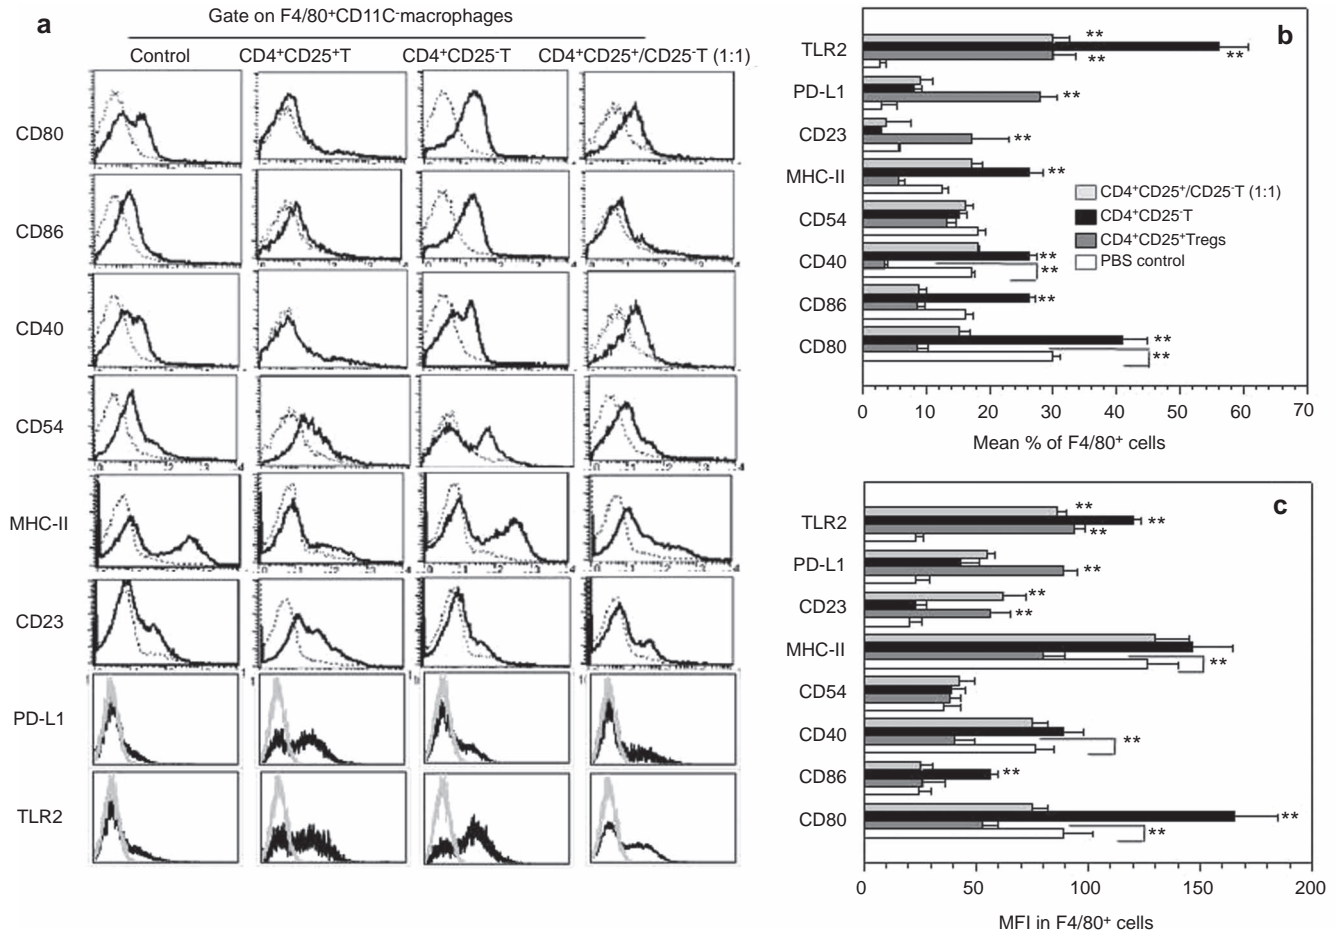 a
Gate on F4/80⁺CD11C⁻macrophages
Control CD4⁺CD25⁺T CD4⁺CD25⁻T CD4⁺CD25⁺/CD25⁻T (1:1)
CD80
CD86
CD40
CD54
MHC-II
CD23
PD-L1
TLR2
b
TLR2 ** ** **
PD-L1 **
CD23 **
MHC-II **
CD54
CD40 ** **
CD86 **
CD80 ** **
CD4⁺CD25⁺/CD25⁻T (1:1)
CD4⁺CD25⁻T
CD4⁺CD25⁺Tregs
PBS control
0 10 20 30 40 50 60 70
Mean % of F4/80⁺ cells
c
TLR2 ** ** **
PD-L1 **
CD23 ** **
MHC-II **
CD54
CD40 **
CD86 **
CD80 ** **
0 50 100 150 200
MFI in F4/80⁺ cells